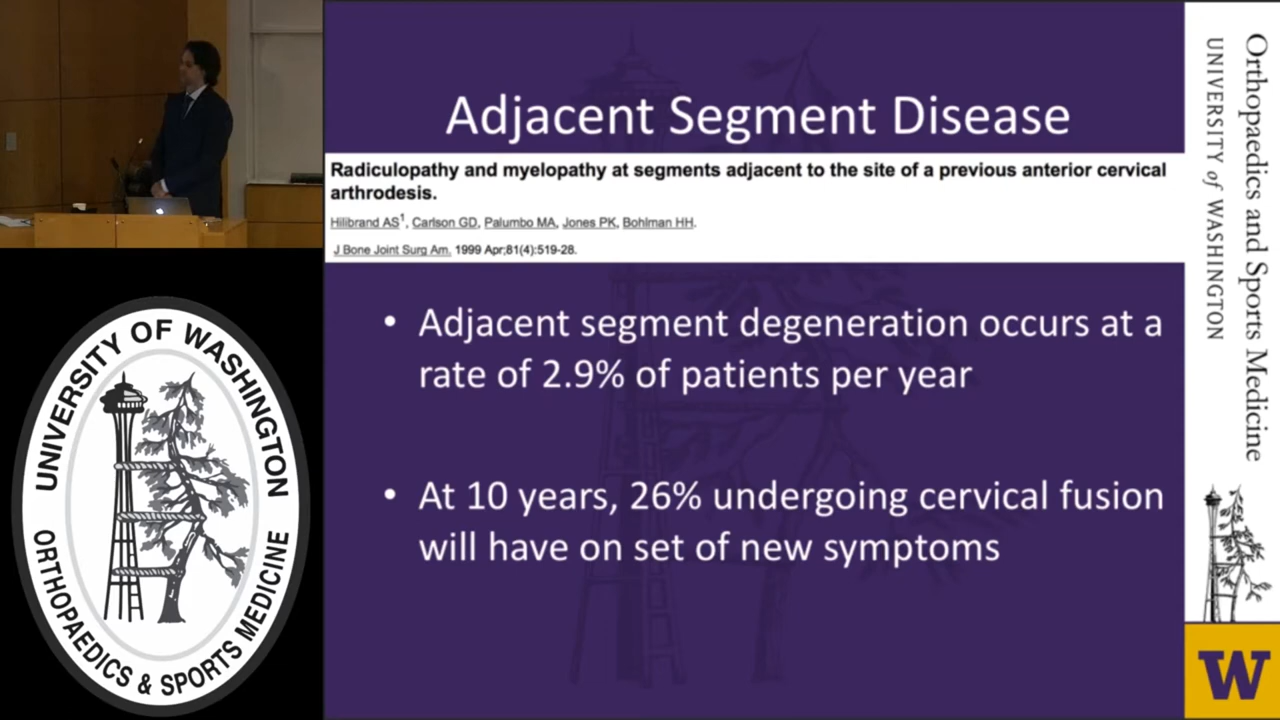 Adjacent Segment Disease
Radiculopathy and myelopathy at segments adjacent to the site of a previous anterior cervical
arthrodesis.
Hilibrand AS1, Carlson GD, Palumbo MA, Jones PK, Bohlman HH.
J Bone Joint Surg Am. 1999 Apr;81(4):519-28.
• Adjacent segment degeneration occurs at a
rate of 2.9% of patients per year
• At 10 years, 26% undergoing cervical fusion
will have on set of new symptoms
Orthopaedics and Sports Medicine
UNIVERSITY of WASHINGTON
W
UNIVERSITY OF WASHINGTON
ORTHOPAEDICS & SPORTS MEDICINE